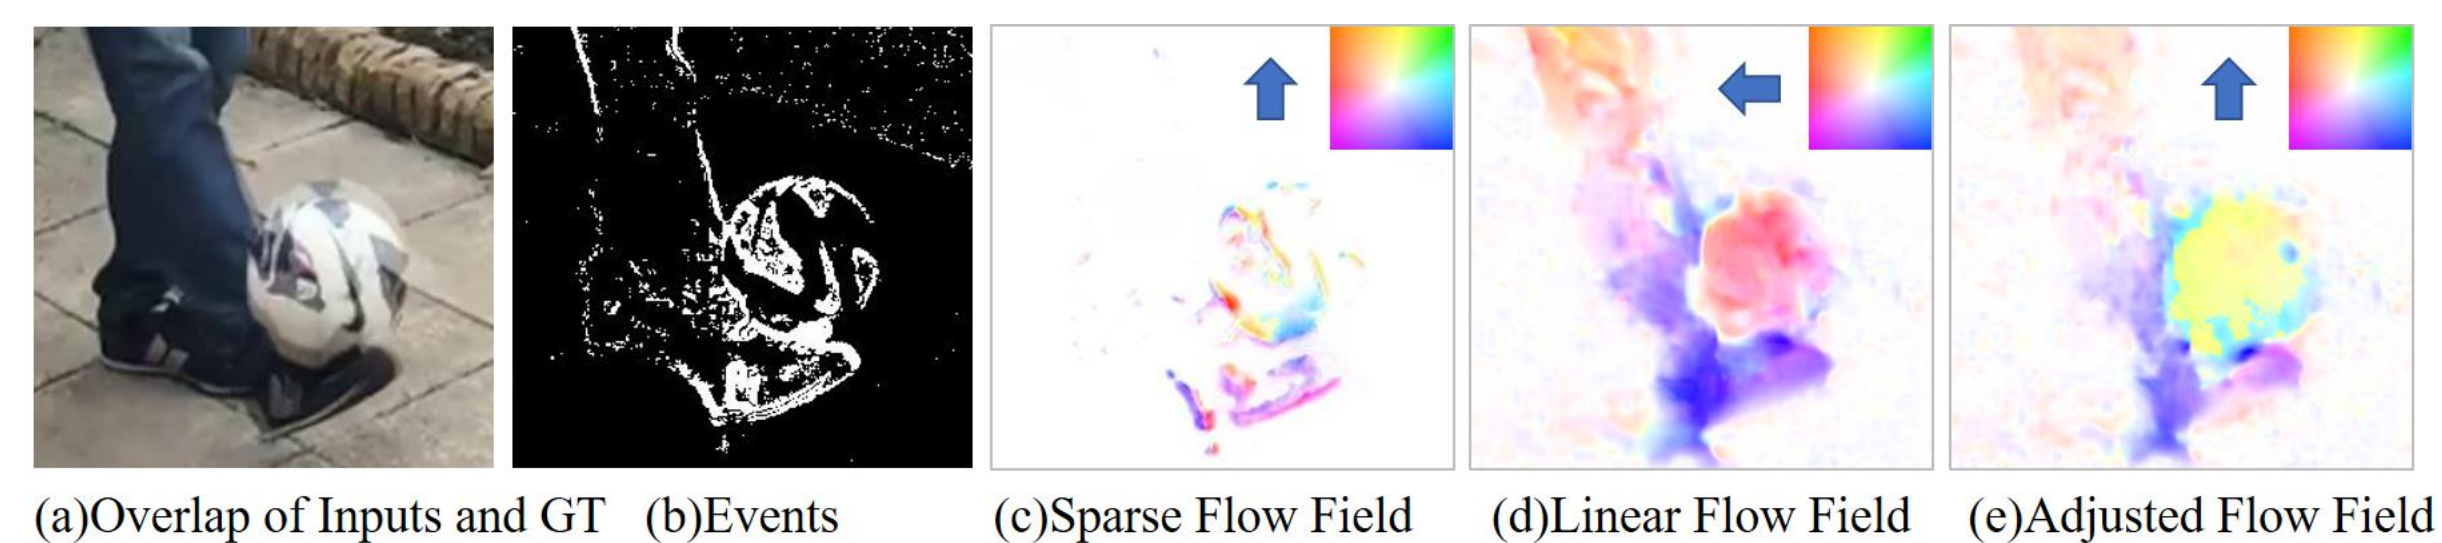 (a)Overlap of Inputs and GT (b)Events (c)Sparse Flow Field (d)Linear Flow Field (e)Adjusted Flow Field